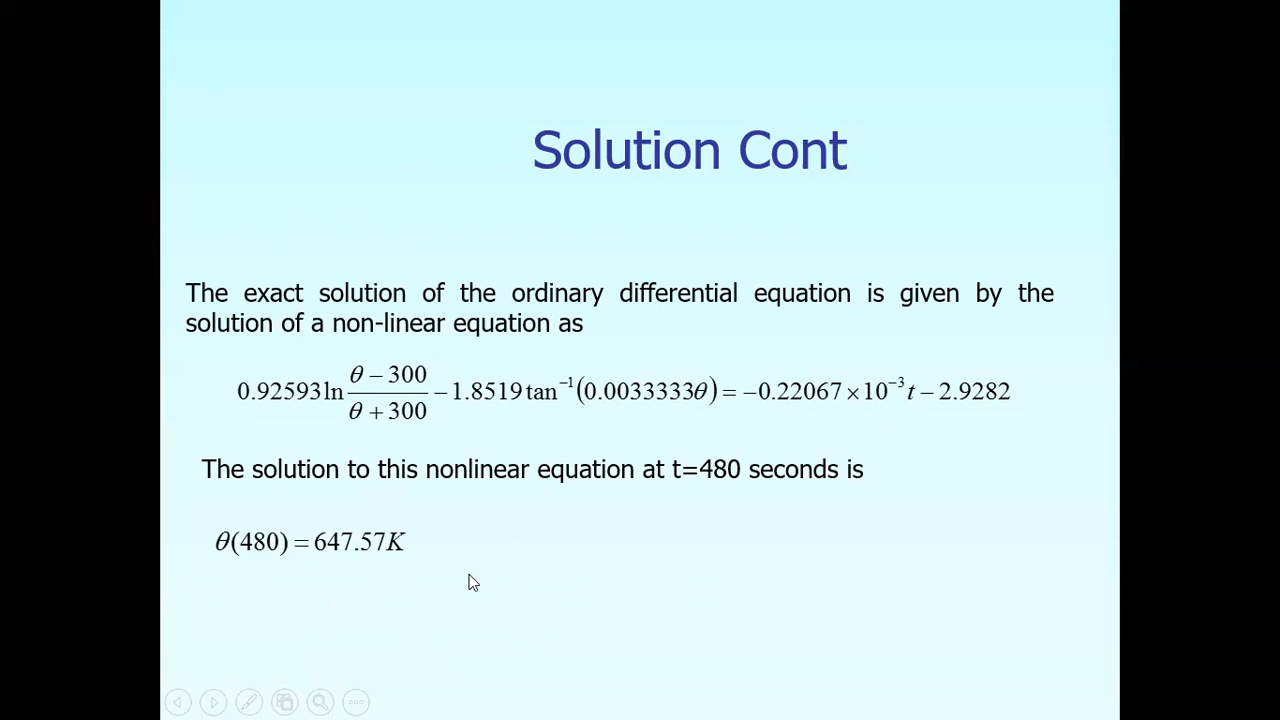 Solution Cont
The exact solution of the ordinary differential equation is given by the
solution of a non-linear equation as
0.92593 ln (θ − 300)/(θ + 300) − 1.8519 tan⁻¹(0.0033333θ) = −0.22067 × 10⁻³ t − 2.9282
The solution to this nonlinear equation at t=480 seconds is
θ(480) = 647.57K